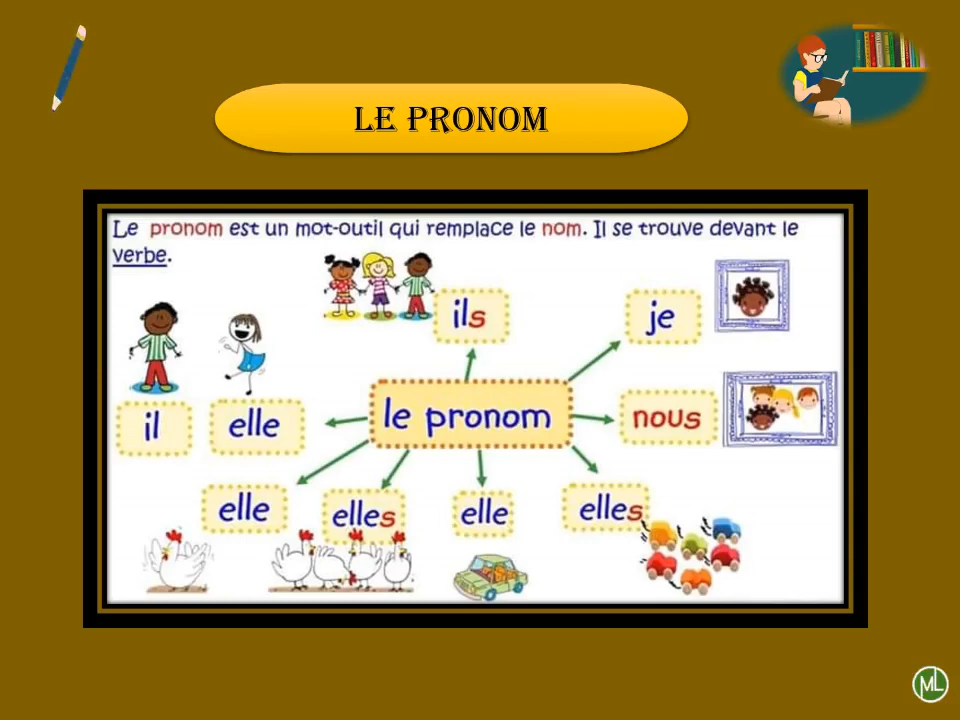 LE PRONOM
Le pronom est un mot-outil qui remplace le nom. Il se trouve devant le
verbe.
ils
je
il
elle
le pronom
nous
elle
elles
elle
elles
ML